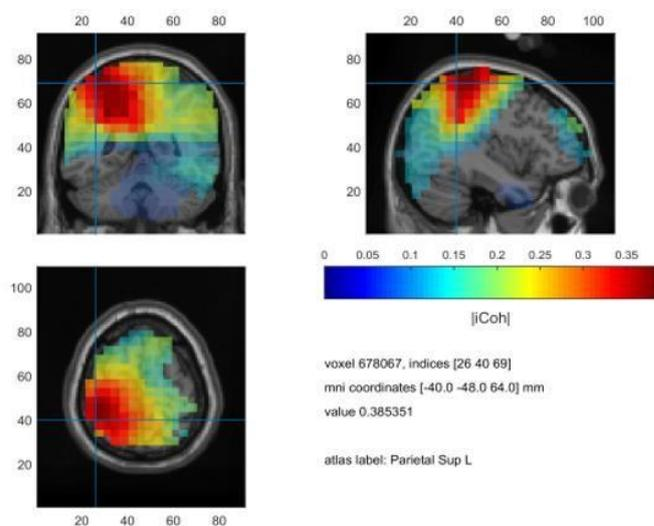 20 40 60 80
80
60
40
20
20 40 60 80 100
80
60
40
20
0 0.05 0.1 0.15 0.2 0.25 0.3 0.35
|iCoh|
100
80
60
40
20
20 40 60 80
voxel 678067, indices [26 40 69]
mni coordinates [-40.0 -48.0 64.0] mm
value 0.385351
atlas label: Parietal Sup L